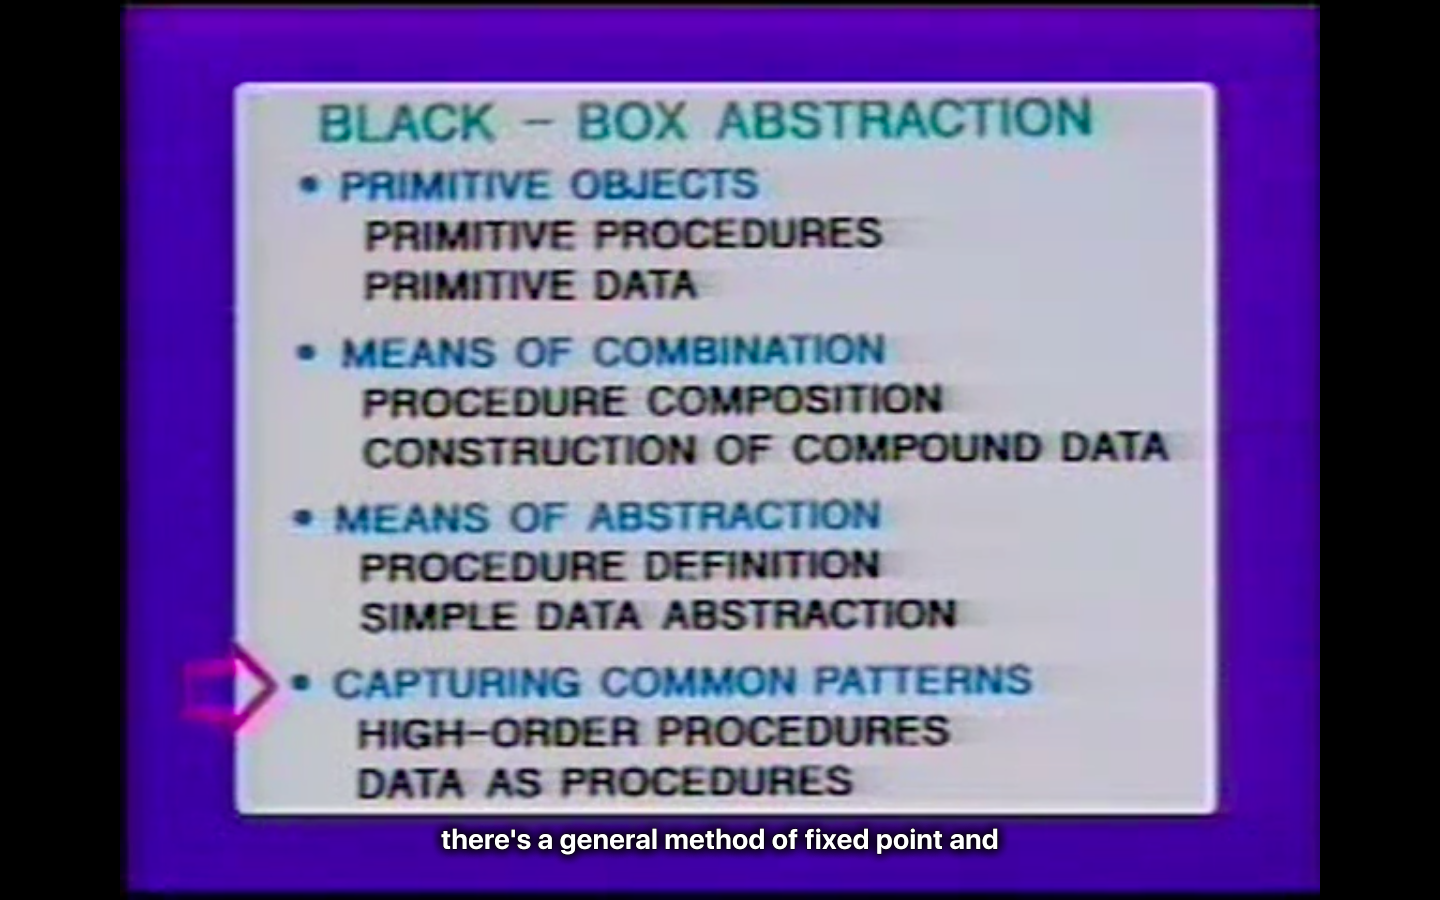 BLACK - BOX ABSTRACTION
• PRIMITIVE OBJECTS
PRIMITIVE PROCEDURES
PRIMITIVE DATA
• MEANS OF COMBINATION
PROCEDURE COMPOSITION
CONSTRUCTION OF COMPOUND DATA
• MEANS OF ABSTRACTION
PROCEDURE DEFINITION
SIMPLE DATA ABSTRACTION
• CAPTURING COMMON PATTERNS
HIGH-ORDER PROCEDURES
DATA AS PROCEDURES
there's a general method of fixed point and